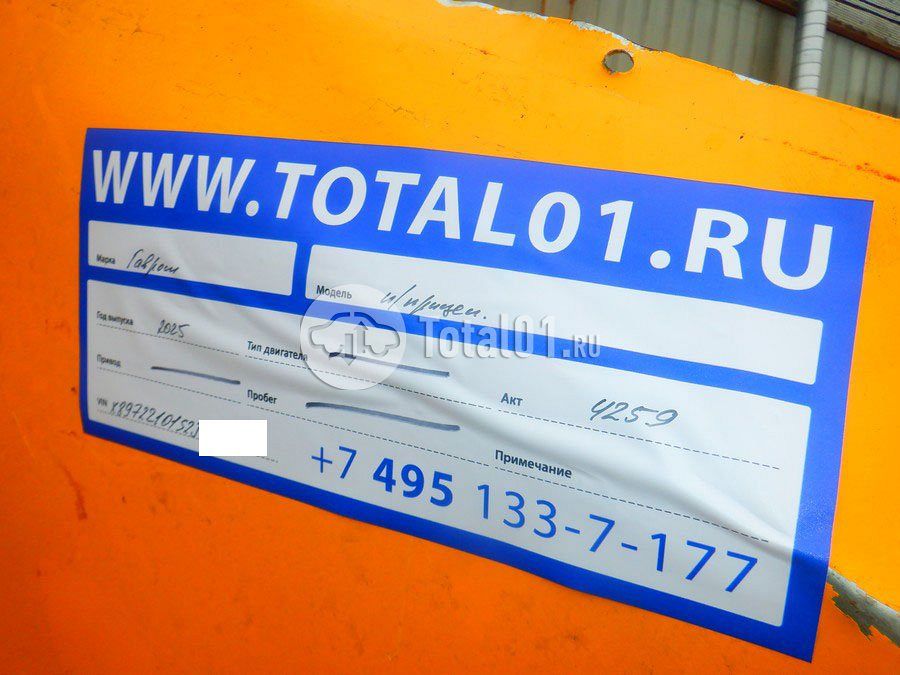 WWW.TOTAL01.RU
Марка Гаврош
Модель п/прицеп.
Total01.RU
Год выпуска 2025
Тип двигателя
Акт 4259
Привод
Пробег
Примечание
VIN
+7 495 133-7-177